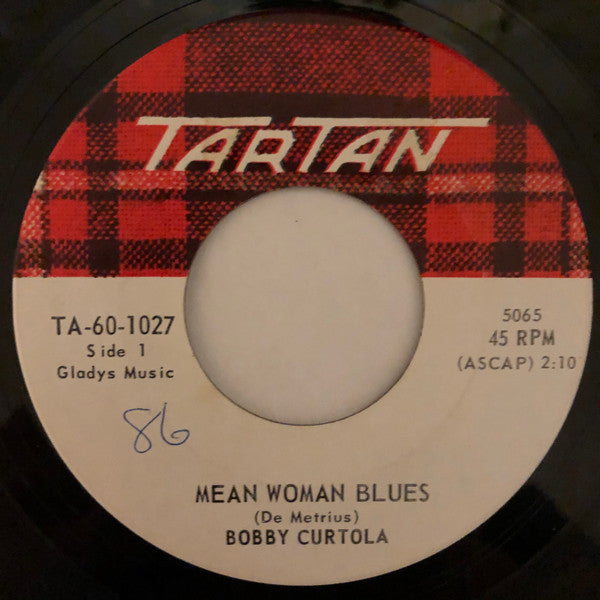 TARTAN
TA-60-1027
Side 1
Gladys Music
5065
45 RPM
(ASCAP) 2:10
86
MEAN WOMAN BLUES
(De Metrius)
BOBBY CURTOLA